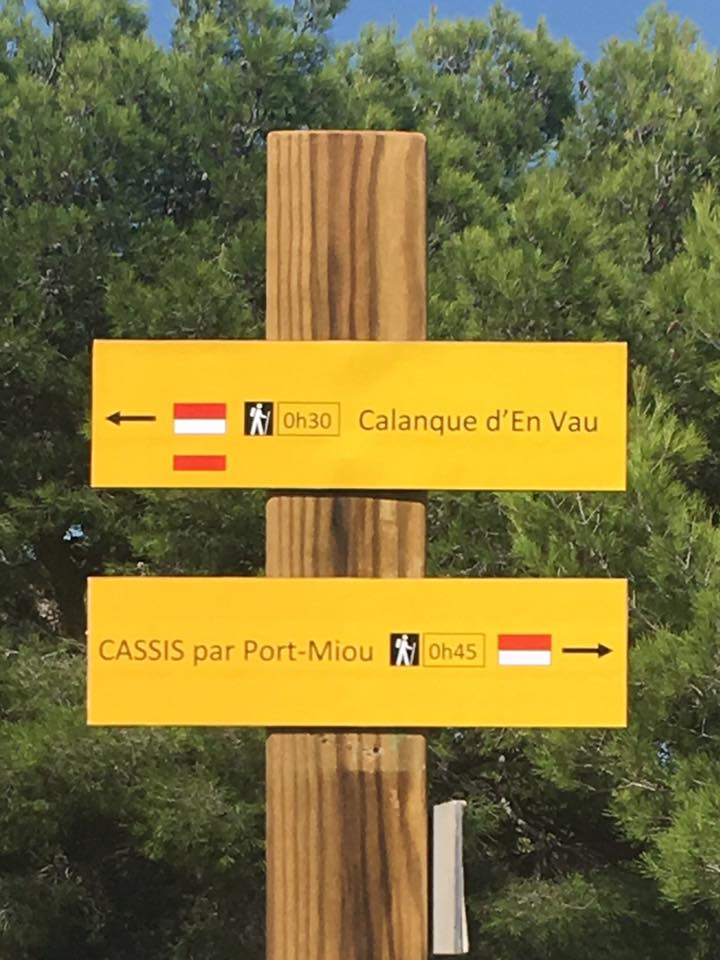 0h30 Calanque d'En Vau
CASSIS par Port-Miou 0h45